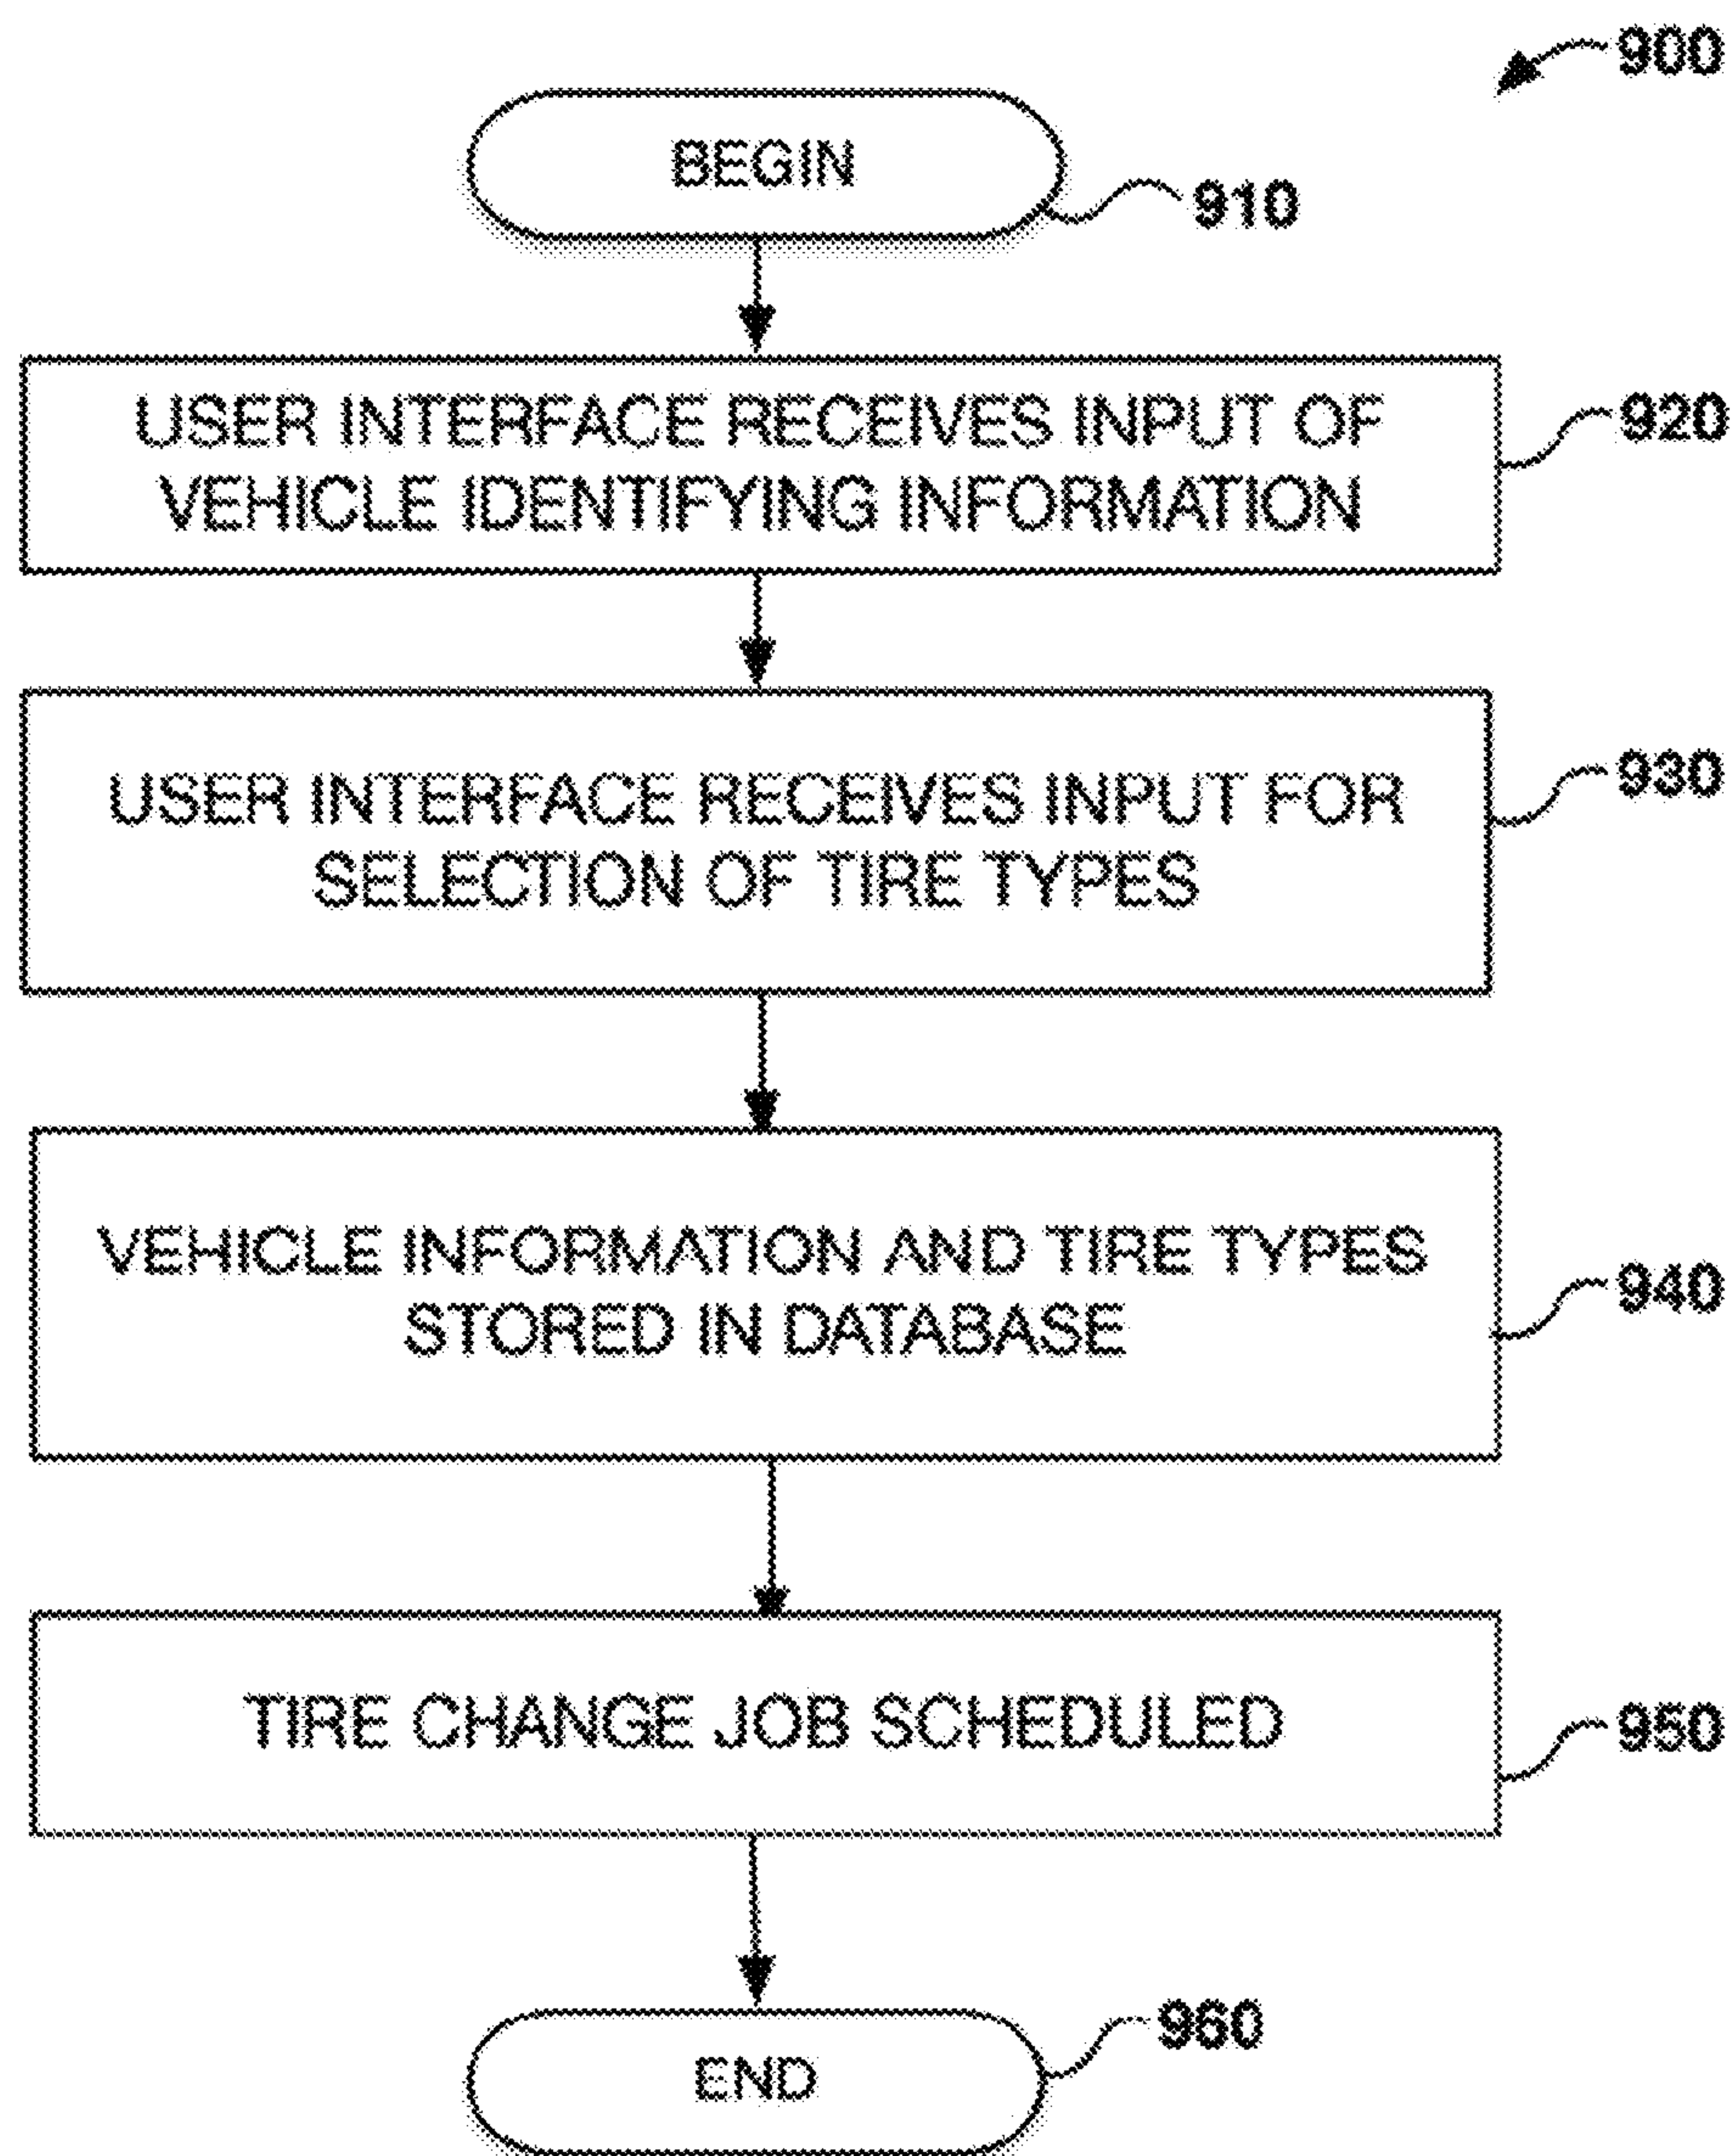 900
BEGIN
910
USER INTERFACE RECEIVES INPUT OF
VEHICLE IDENTIFYING INFORMATION
920
USER INTERFACE RECEIVES INPUT FOR
SELECTION OF TIRE TYPES
930
VEHICLE INFORMATION AND TIRE TYPES
STORED IN DATABASE
940
TIRE CHANGE JOB SCHEDULED
950
END
960